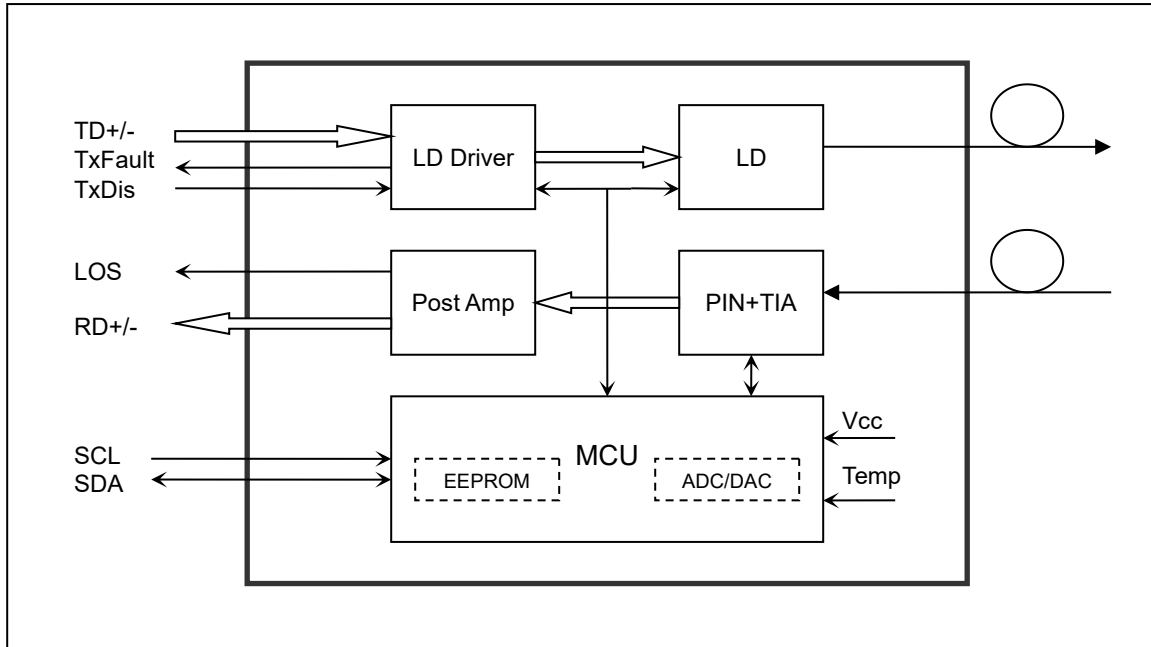 TD+/-
TxFault
TxDis
LD Driver
LD
LOS
RD+/-
Post Amp
PIN+TIA
SCL
SDA
MCU
EEPROM
ADC/DAC
Vcc
Temp